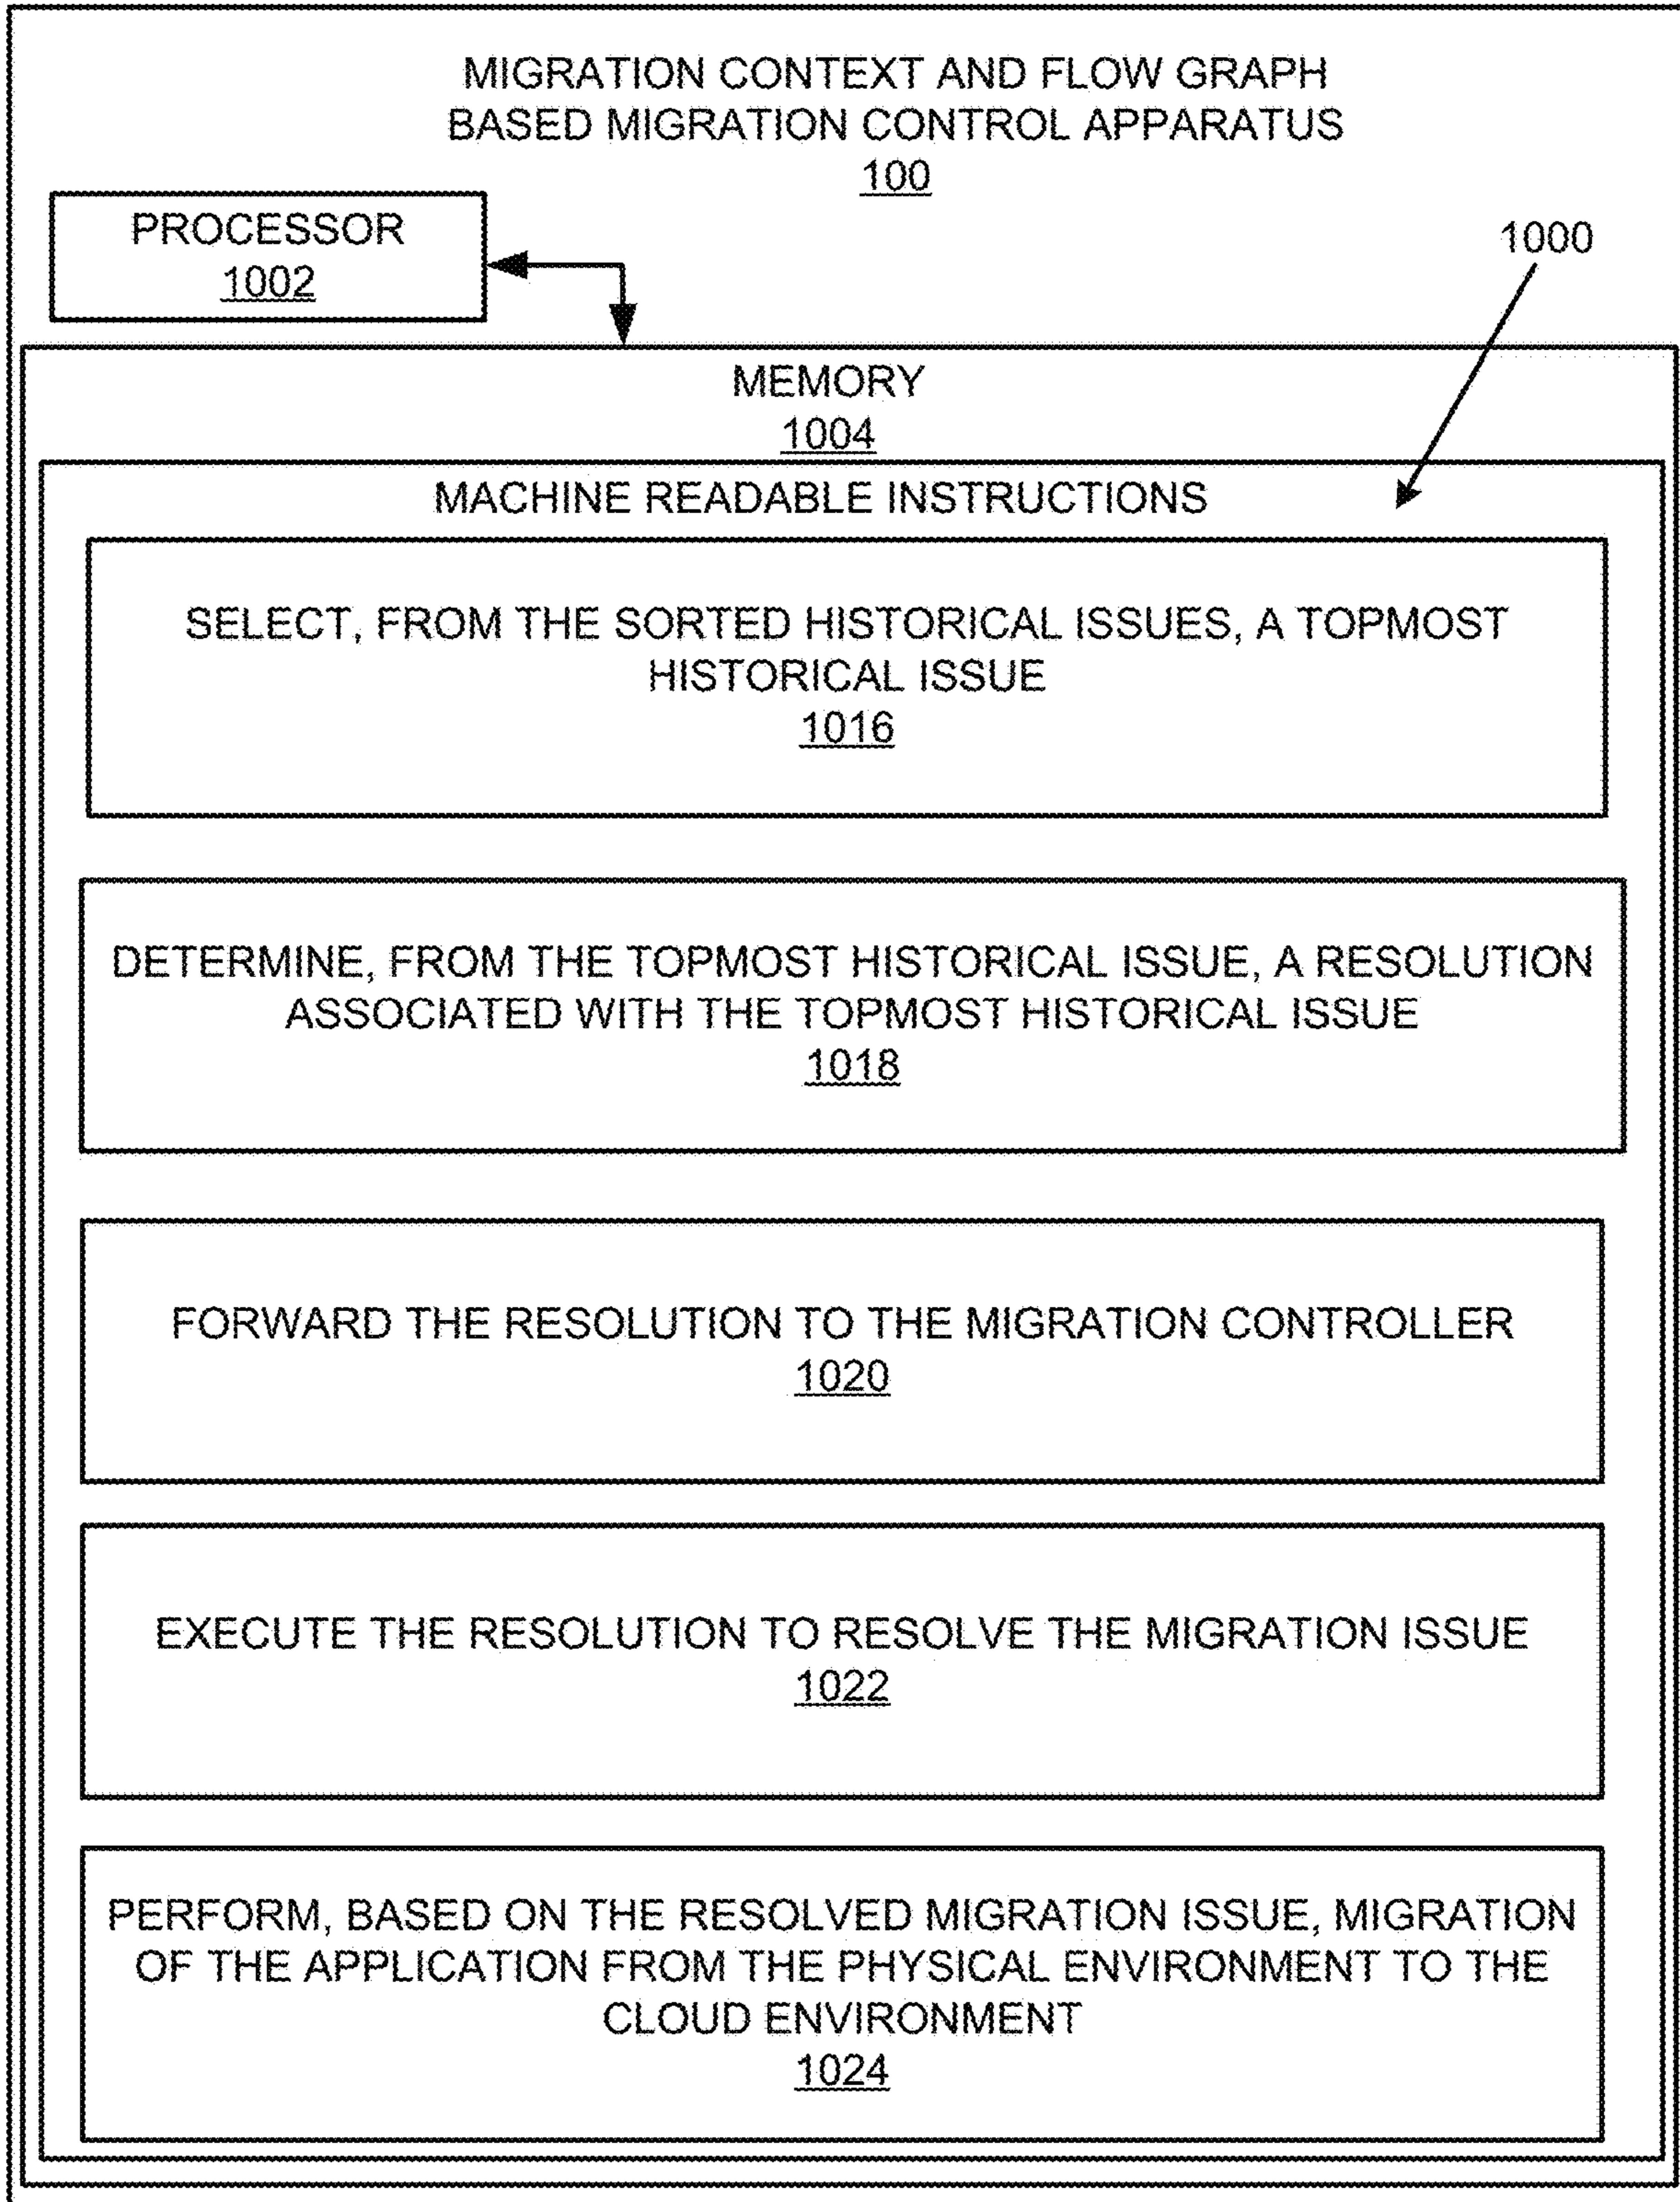 MIGRATION CONTEXT AND FLOW GRAPH
BASED MIGRATION CONTROL APPARATUS
100
PROCESSOR
1002
1000
MEMORY
1004
MACHINE READABLE INSTRUCTIONS
SELECT, FROM THE SORTED HISTORICAL ISSUES, A TOPMOST
HISTORICAL ISSUE
1016
DETERMINE, FROM THE TOPMOST HISTORICAL ISSUE, A RESOLUTION
ASSOCIATED WITH THE TOPMOST HISTORICAL ISSUE
1018
FORWARD THE RESOLUTION TO THE MIGRATION CONTROLLER
1020
EXECUTE THE RESOLUTION TO RESOLVE THE MIGRATION ISSUE
1022
PERFORM, BASED ON THE RESOLVED MIGRATION ISSUE, MIGRATION
OF THE APPLICATION FROM THE PHYSICAL ENVIRONMENT TO THE
CLOUD ENVIRONMENT
1024